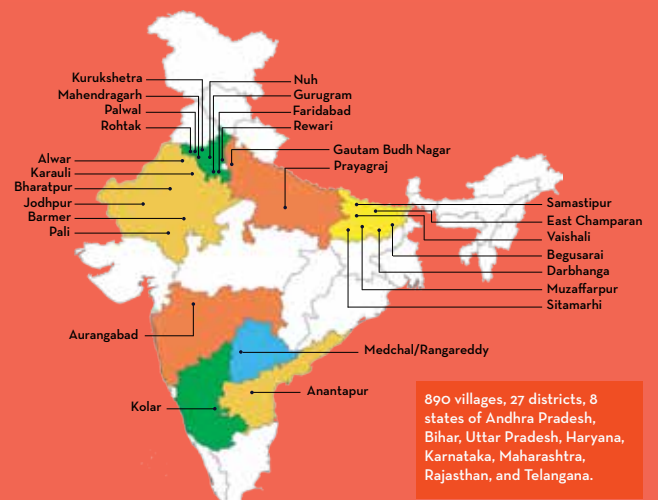 Kurukshetra
Mahendragarh
Palwal
Rohtak
Nuh
Gurugram
Faridabad
Rewari
Gautam Budh Nagar
Prayagraj
Alwar
Karauli
Bharatpur
Jodhpur
Barmer
Pali
Samastipur
East Champaran
Vaishali
Begusarai
Darbhanga
Muzaffarpur
Sitamarhi
Aurangabad
Medchal/Rangareddy
Anantapur
Kolar
890 villages, 27 districts, 8
states of Andhra Pradesh,
Bihar, Uttar Pradesh, Haryana,
Karnataka, Maharashtra,
Rajasthan, and Telangana.